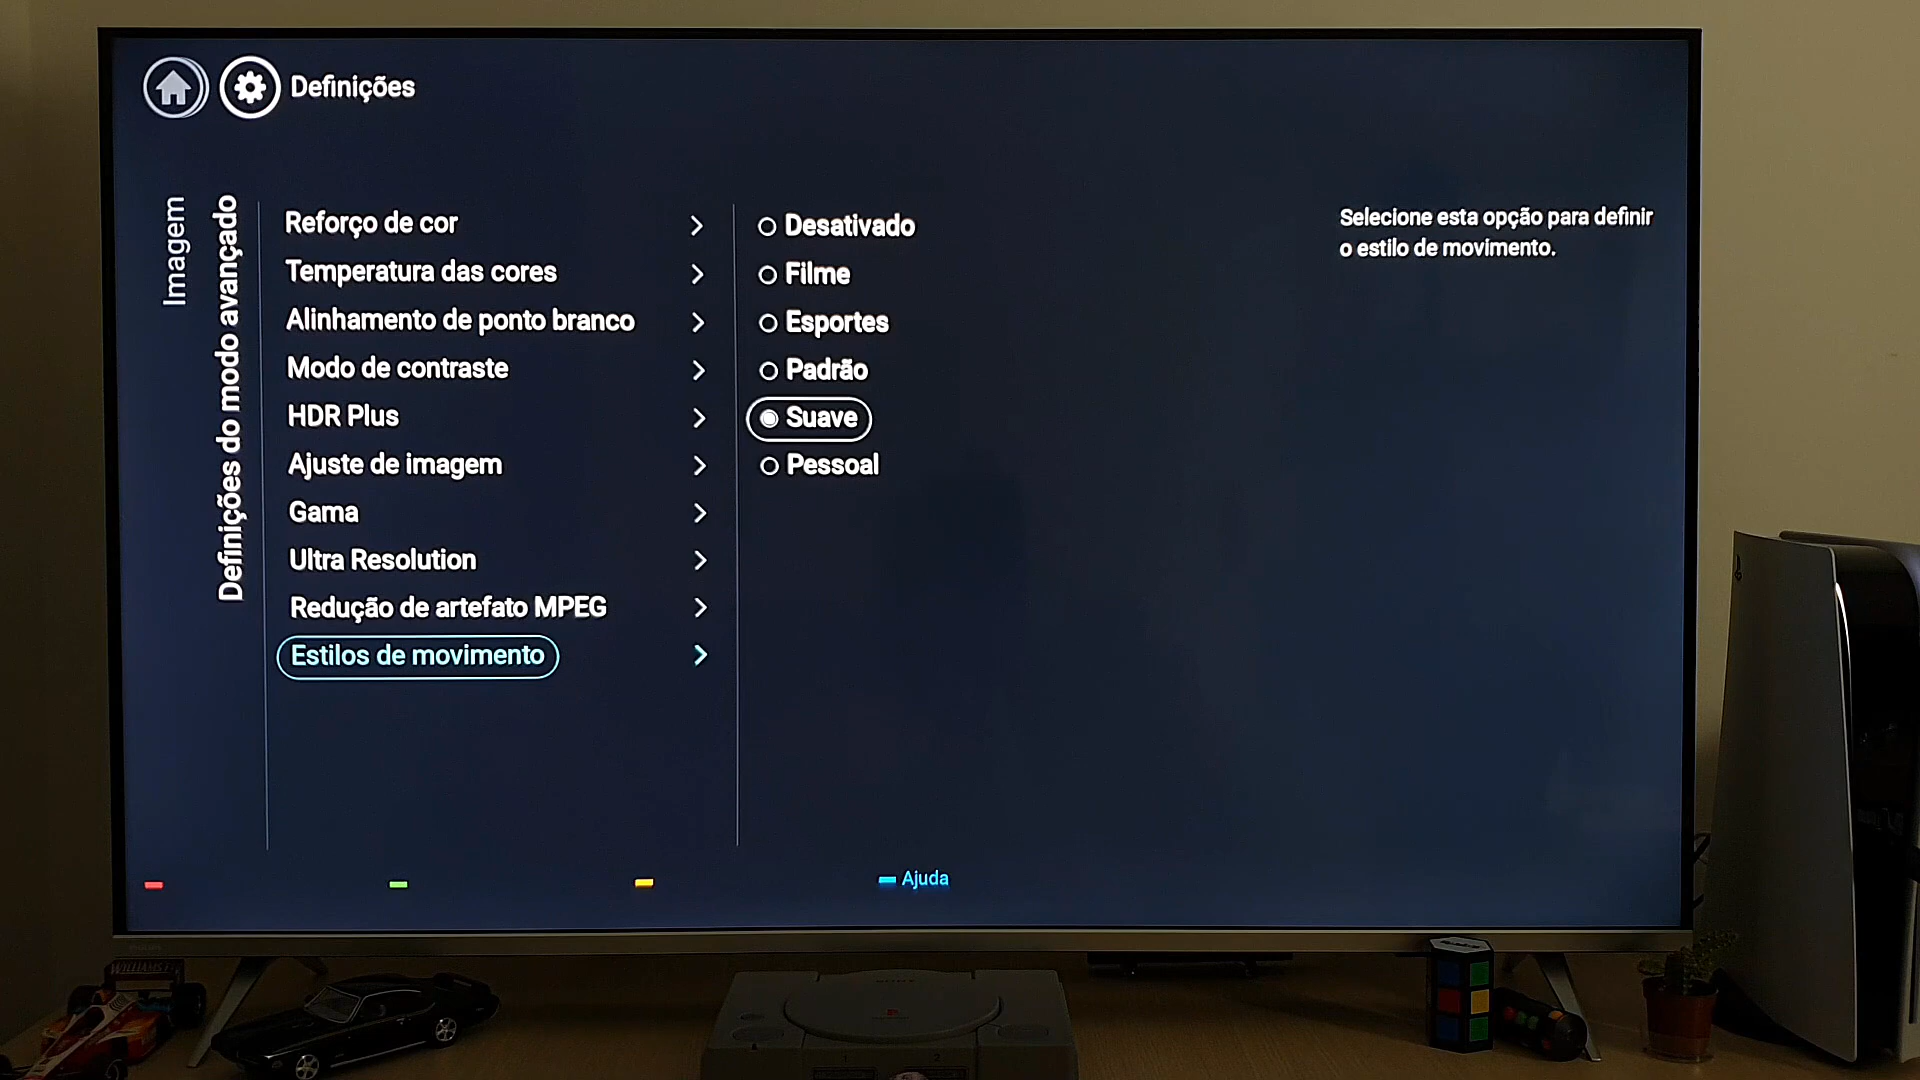 Definições
Imagem
Definições do modo avançado
Reforço de cor
Temperatura das cores
Alinhamento de ponto branco
Modo de contraste
HDR Plus
Ajuste de imagem
Gama
Ultra Resolution
Redução de artefato MPEG
Estilos de movimento
Desativado
Filme
Esportes
Padrão
Suave
Pessoal
Selecione esta opção para definir
o estilo de movimento.
Ajuda
WILLIAMS
SONY